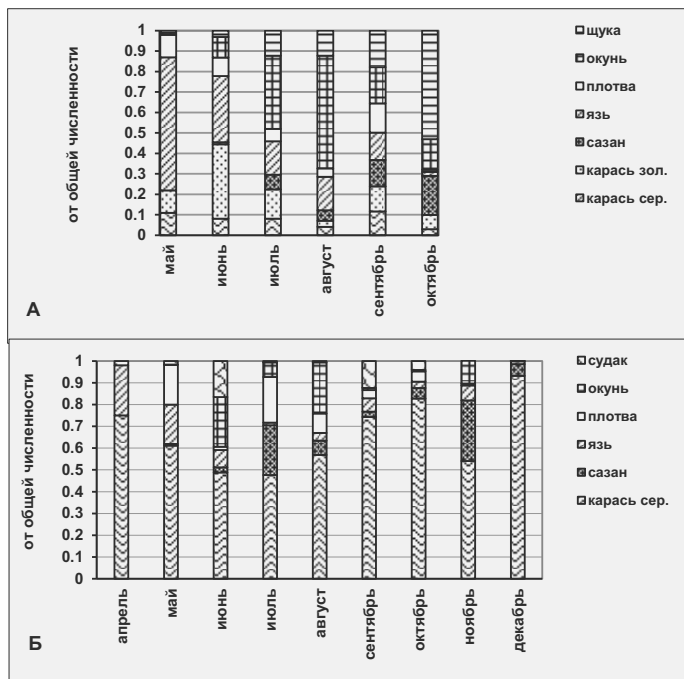 от общей численности
1
0.9
0.8
0.7
0.6
0.5
0.4
0.3
0.2
0.1
0
май
июнь
июль
август
сентябрь
октябрь
щука
окунь
плотва
язь
сазан
карась зол.
карась сер.
А
от общей численности
1
0.9
0.8
0.7
0.6
0.5
0.4
0.3
0.2
0.1
0
апрель
май
июнь
июль
август
сентябрь
октябрь
ноябрь
декабрь
судак
окунь
плотва
язь
сазан
карась сер.
Б